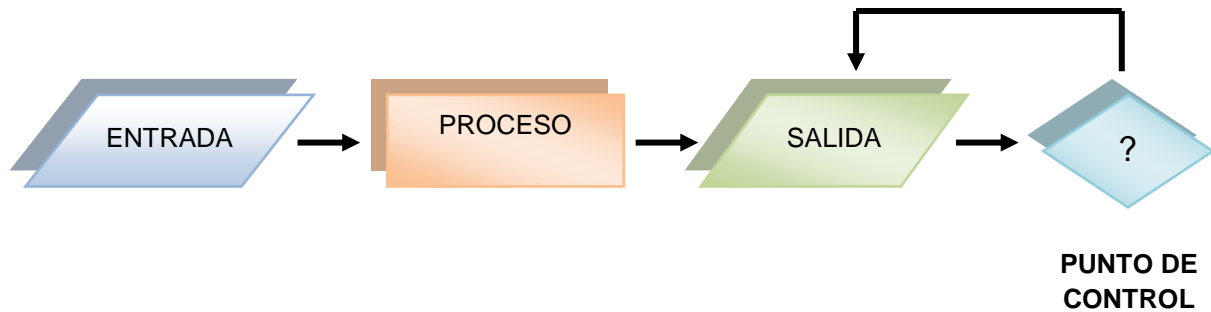 ENTRADA
PROCESO
SALIDA
?
PUNTO DE
CONTROL